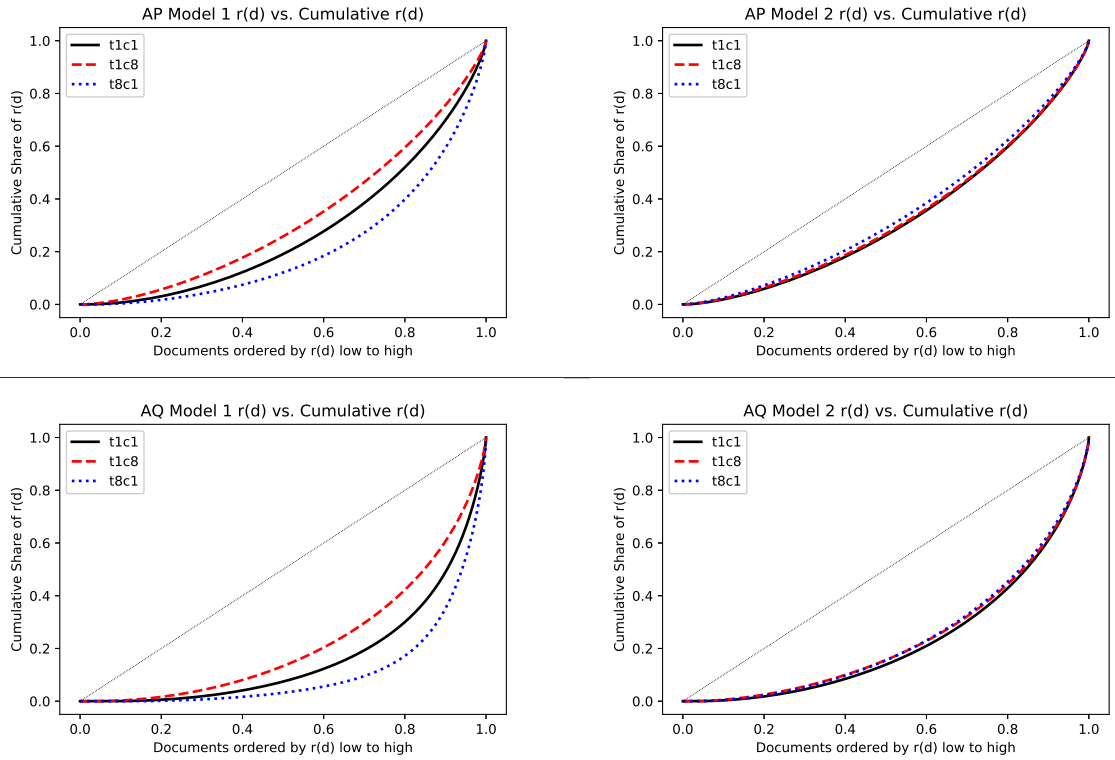 AP Model 1 r(d) vs. Cumulative r(d)
1.0
0.8
0.6
0.4
0.2
0.0
Cumulative Share of r(d)
t1c1
t1c8
t8c1
0.0 0.2 0.4 0.6 0.8 1.0
Documents ordered by r(d) low to high
AP Model 2 r(d) vs. Cumulative r(d)
1.0
0.8
0.6
0.4
0.2
0.0
Cumulative Share of r(d)
t1c1
t1c8
t8c1
0.0 0.2 0.4 0.6 0.8 1.0
Documents ordered by r(d) low to high
AQ Model 1 r(d) vs. Cumulative r(d)
1.0
0.8
0.6
0.4
0.2
0.0
Cumulative Share of r(d)
t1c1
t1c8
t8c1
0.0 0.2 0.4 0.6 0.8 1.0
Documents ordered by r(d) low to high
AQ Model 2 r(d) vs. Cumulative r(d)
1.0
0.8
0.6
0.4
0.2
0.0
Cumulative Share of r(d)
t1c1
t1c8
t8c1
0.0 0.2 0.4 0.6 0.8 1.0
Documents ordered by r(d) low to high